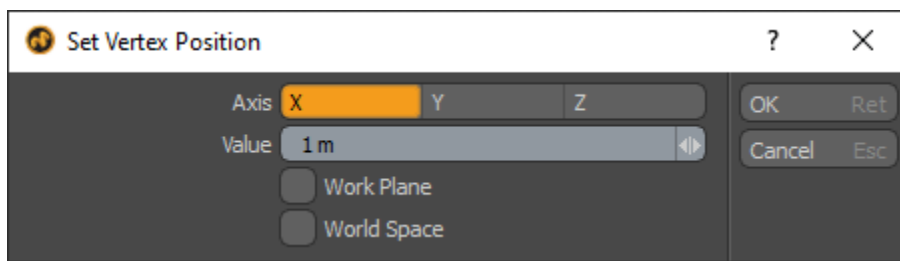 Set Vertex Position ? ×
Axis X Y Z OK Ret
Value 1 m Cancel Esc
Work Plane
World Space